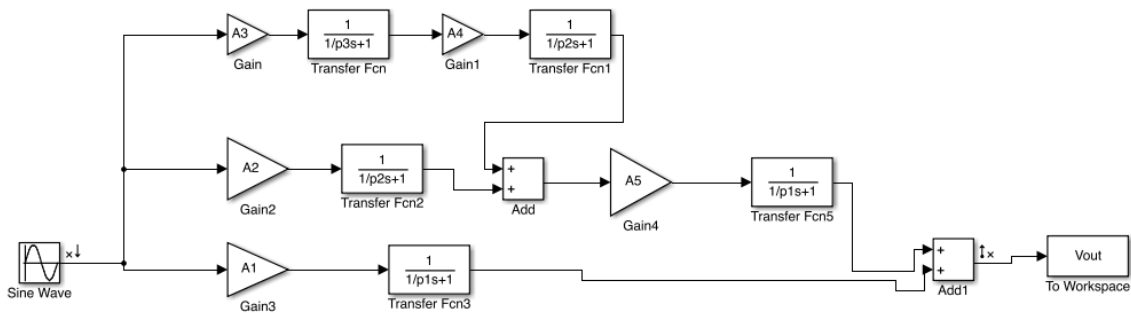 A3
Gain
1
1/p3s+1
Transfer Fcn
A4
Gain1
1
1/p2s+1
Transfer Fcn1
A2
Gain2
1
1/p2s+1
Transfer Fcn2
+
+
Add
A5
Gain4
1
1/p1s+1
Transfer Fcn5
Sine Wave
×
A1
Gain3
1
1/p1s+1
Transfer Fcn3
+
+
Add1
×
Vout
To Workspace